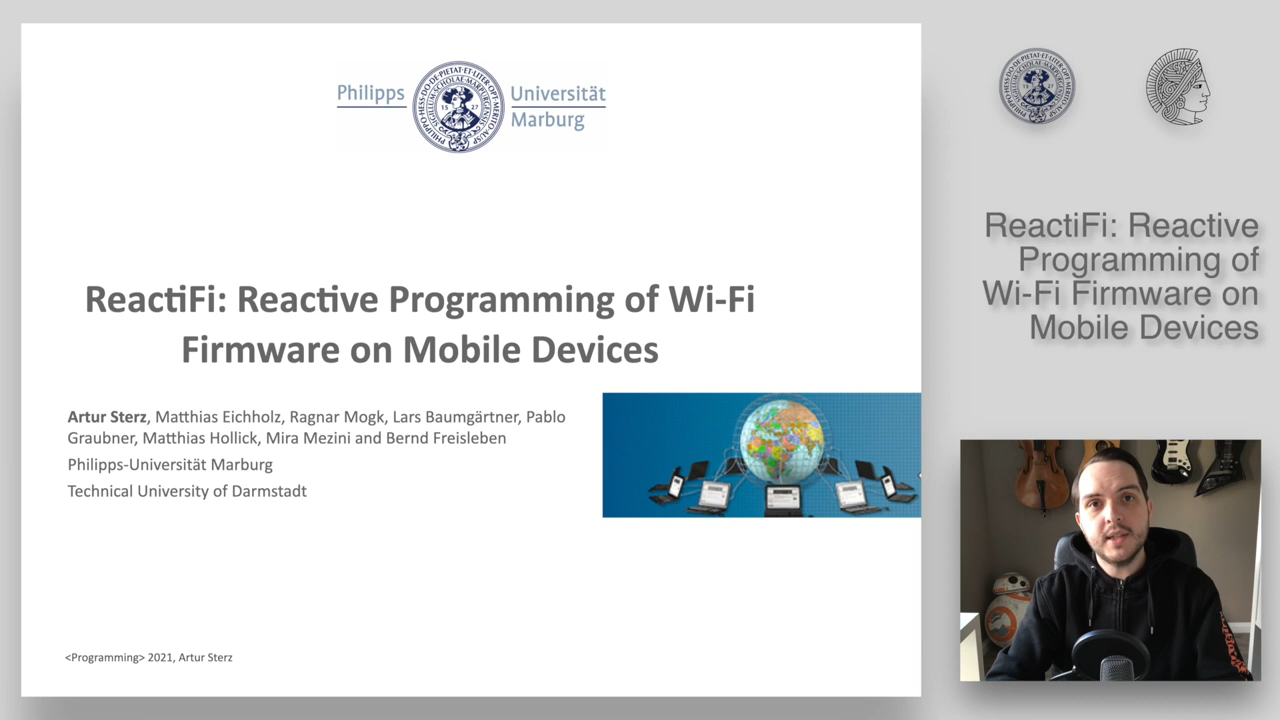 Philipps
Universität
Marburg
15 27
ReactiFi: Reactive Programming of Wi-Fi
Firmware on Mobile Devices
Artur Sterz, Matthias Eichholz, Ragnar Mogk, Lars Baumgärtner, Pablo
Graubner, Matthias Hollick, Mira Mezini and Bernd Freisleben
Philipps-Universität Marburg
Technical University of Darmstadt
<Programming> 2021, Artur Sterz
ReactiFi: Reactive
Programming of
Wi-Fi Firmware on
Mobile Devices